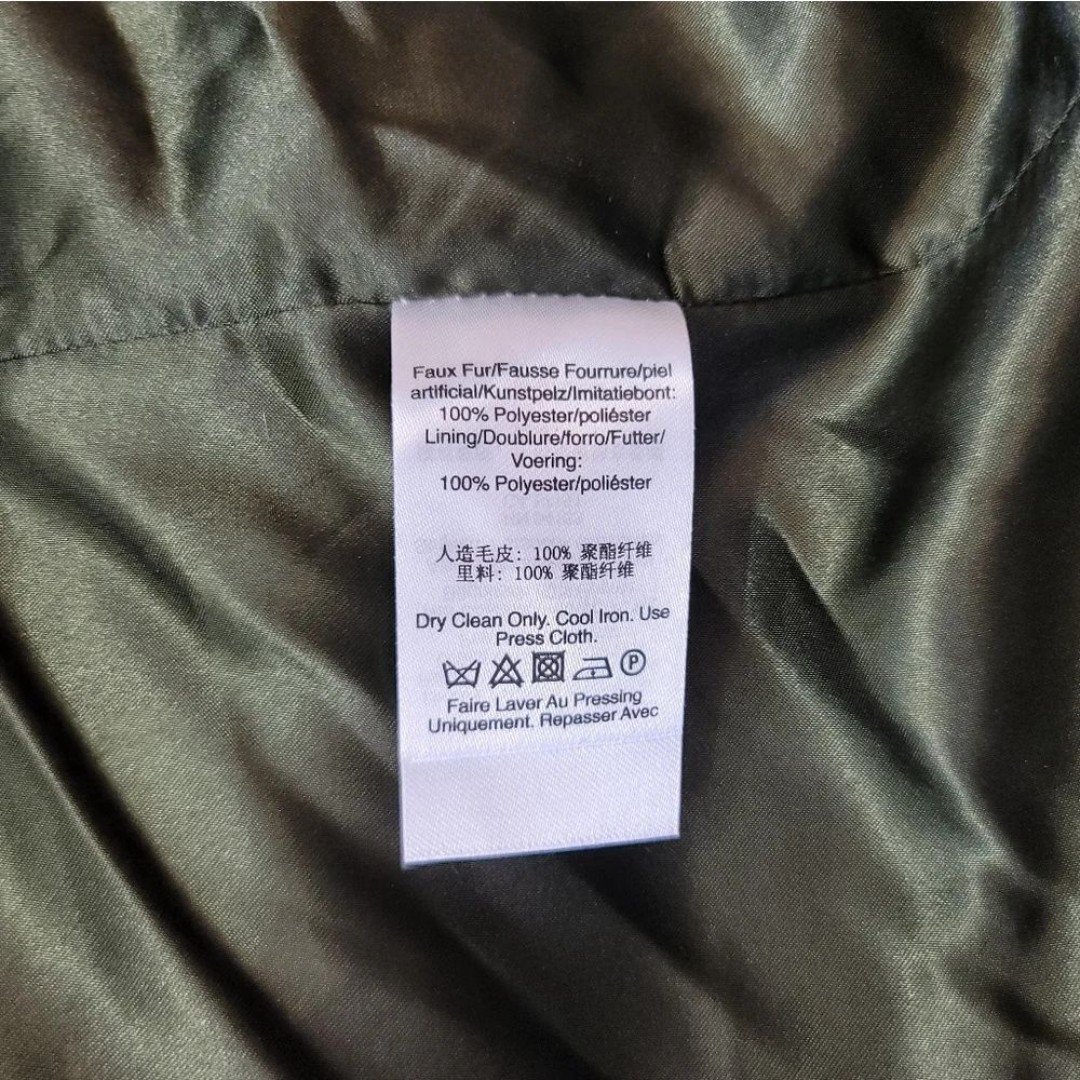 Faux Fur/Fausse Fourrure/piel
artificial/Kunstpelz/Imitatiebont:
100% Polyester/poliéster
Lining/Doublure/forro/Futter/
Voering:
100% Polyester/poliéster
人造毛皮: 100% 聚酯纤维
里料: 100% 聚酯纤维
Dry Clean Only. Cool Iron. Use
Press Cloth.
P
Faire Laver Au Pressing
Uniquement. Repasser Avec